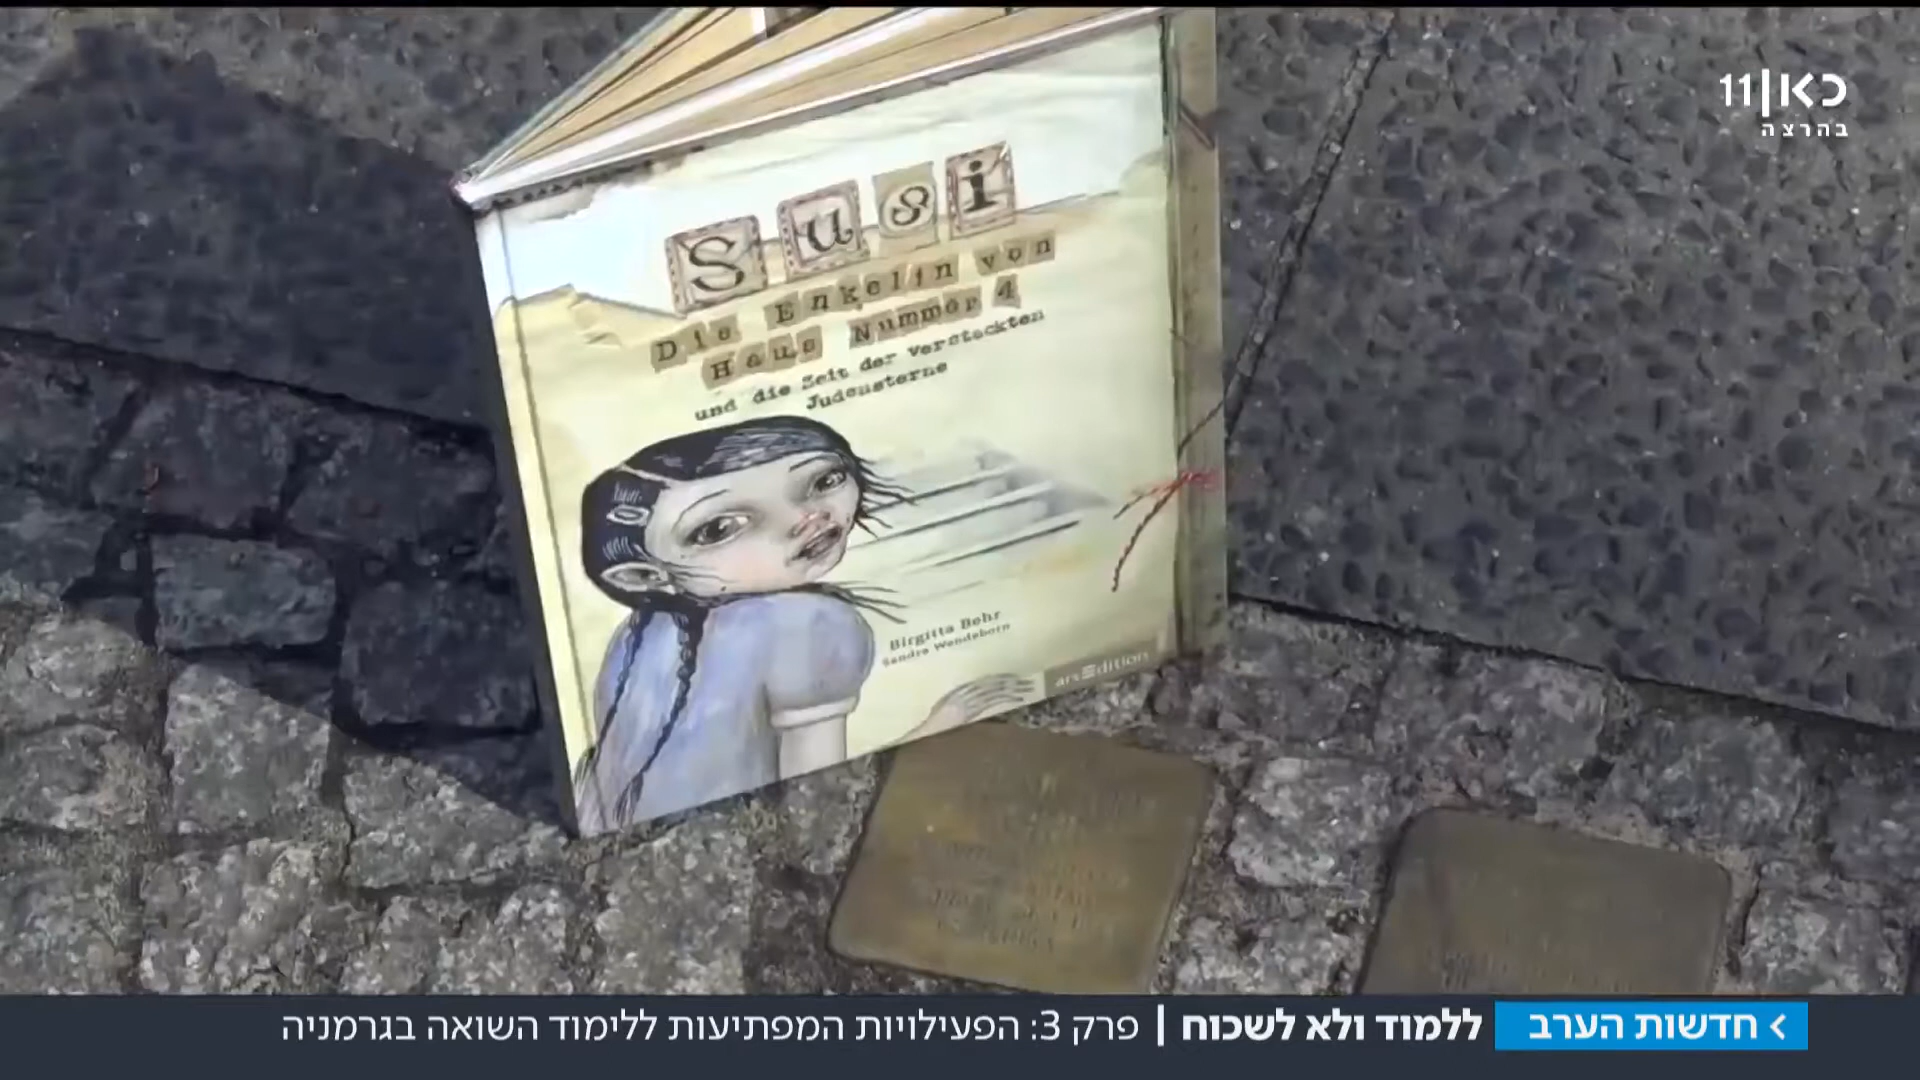 כאן|11
בהרצה
Susi
Die Enkelin von
Haus Nummer 4
und die Zeit der versteckten
Judensterne
Birgitta Behr
Sandra Wendeborn
arsEdition
חדשות הערב
ללמוד ולא לשכוח | פרק 3: הפעילויות המפתיעות ללימוד השואה בגרמניה